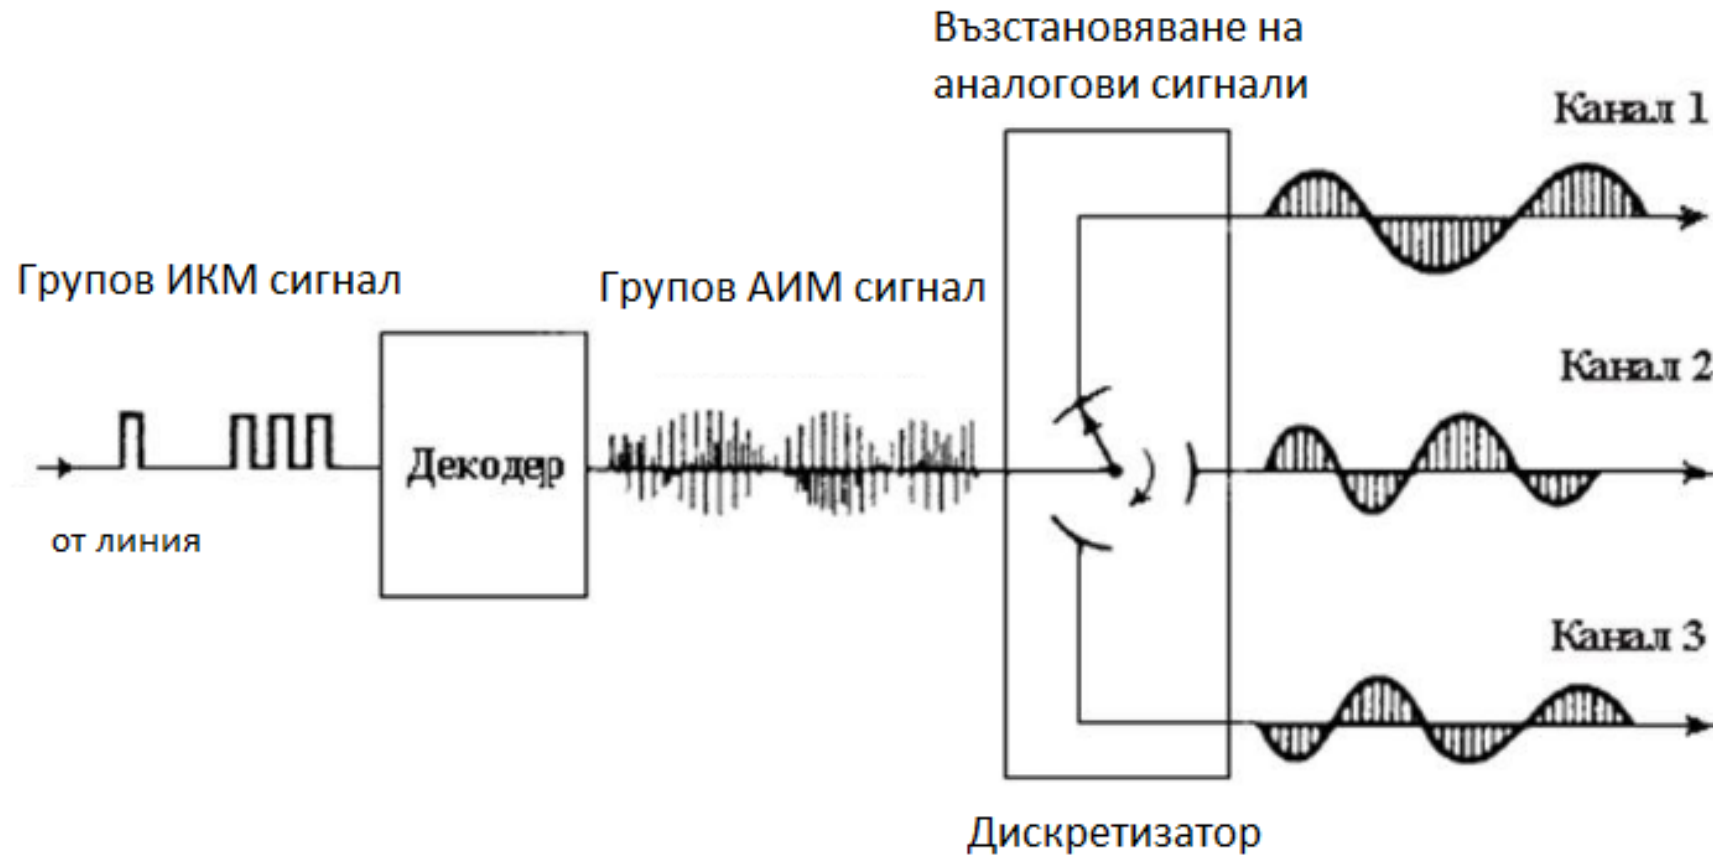 Възстановяване на
аналогови сигнали
Канал 1
Групов ИКМ сигнал
Групов АИМ сигнал
Канал 2
Декодер
от линия
Канал 3
Дискретизатор